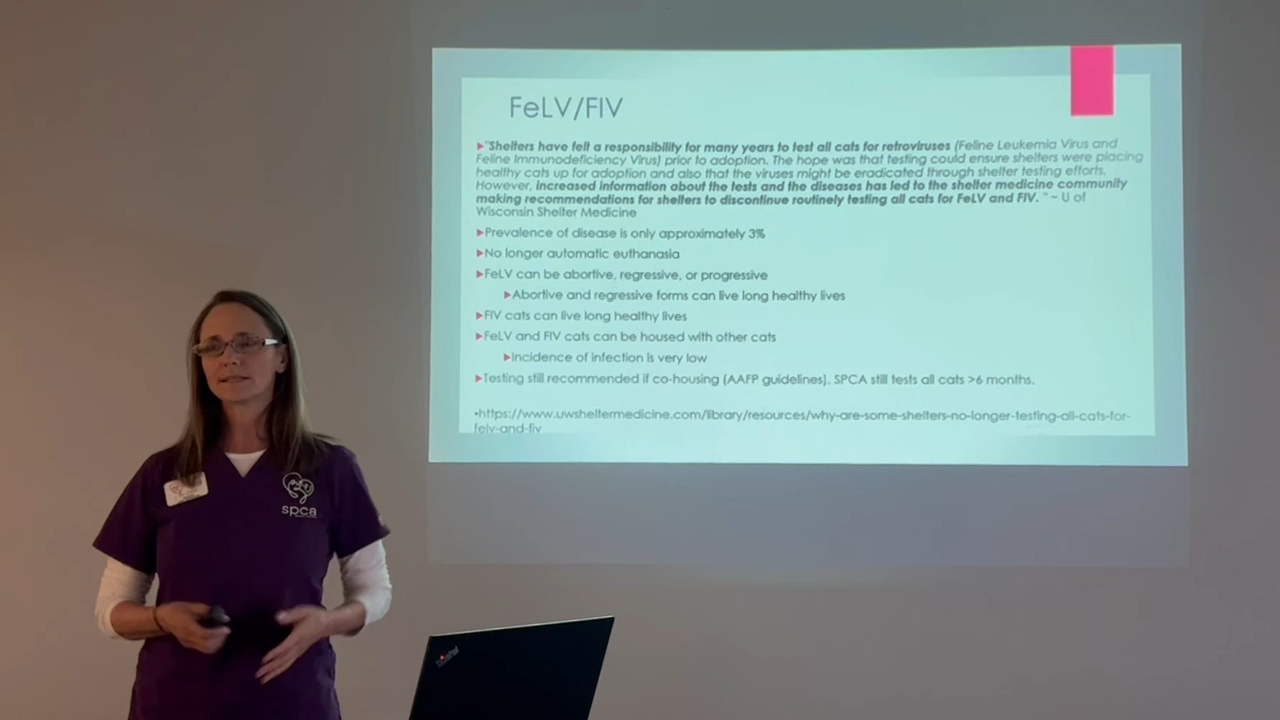 FeLV/FIV
▶"Shelters have felt a responsibility for many years to test all cats for retroviruses (Feline Leukemia Virus and
Feline Immunodeficiency Virus) prior to adoption. The hope was that testing could ensure shelters were placing
healthy cats up for adoption and also that the viruses might be eradicated through shelter testing efforts.
However, increased information about the tests and the diseases has led to the shelter medicine community
making recommendations for shelters to discontinue routinely testing all cats for FeLV and FIV. " ~ U of
Wisconsin Shelter Medicine
▶Prevalence of disease is only approximately 3%
▶No longer automatic euthanasia
▶FeLV can be abortive, regressive, or progressive
▶Abortive and regressive forms can live long healthy lives
▶FIV cats can live long healthy lives
▶FeLV and FIV cats can be housed with other cats
▶Incidence of infection is very low
▶Testing still recommended if co-housing (AAFP guidelines). SPCA still tests all cats >6 months.
•https://www.uwsheltermedicine.com/library/resources/why-are-some-shelters-no-longer-testing-all-cats-for-
felv-and-fiv
spca
ThinkPad